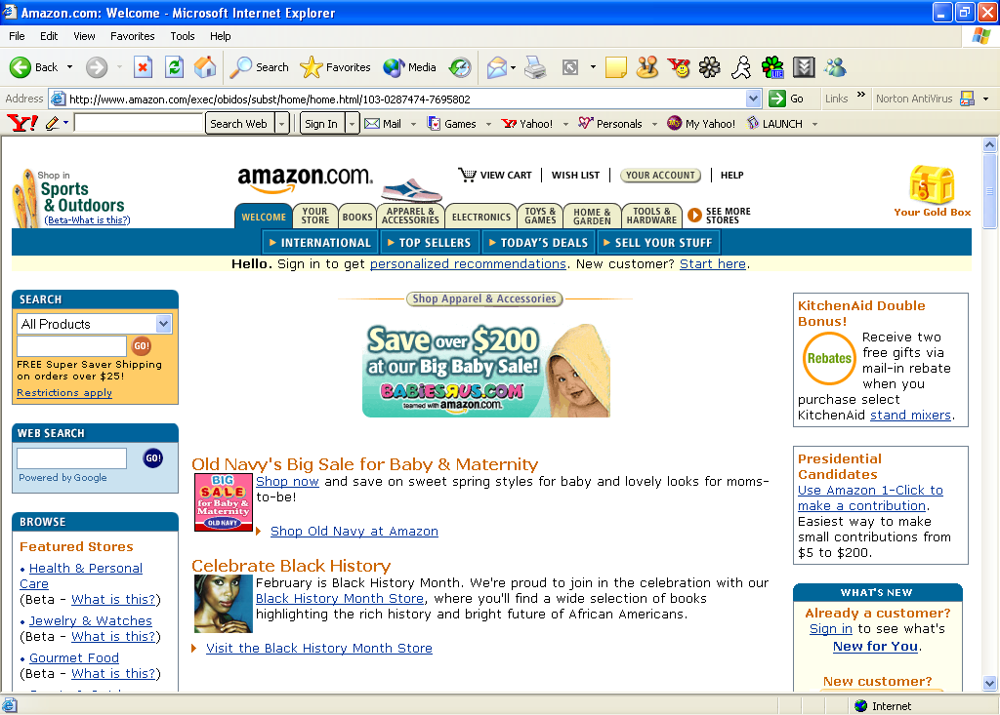 Amazon.com: Welcome - Microsoft Internet Explorer
File Edit View Favorites Tools Help
Back Search Favorites Media LIVE
Address http://www.amazon.com/exec/obidos/subst/home/home.html/103-0287474-7695802 Go Links » Norton AntiVirus
Y! Search Web Sign In Mail Games Yahoo! Personals My Yahoo! LAUNCH
Shop in
Sports
& Outdoors
(Beta-What is this?)
amazon.com.
VIEW CART WISH LIST YOUR ACCOUNT HELP
Your Gold Box
WELCOME
YOUR STORE
BOOKS
APPAREL & ACCESSORIES
ELECTRONICS
TOYS & GAMES
HOME & GARDEN
TOOLS & HARDWARE
SEE MORE STORES
INTERNATIONAL TOP SELLERS TODAY'S DEALS SELL YOUR STUFF
Hello. Sign in to get personalized recommendations. New customer? Start here.
SEARCH
All Products
GO!
FREE Super Saver Shipping
on orders over $25!
Restrictions apply
WEB SEARCH
GO!
Powered by Google
BROWSE
Featured Stores
• Health & Personal
Care
(Beta - What is this?)
• Jewelry & Watches
(Beta - What is this?)
• Gourmet Food
(Beta - What is this?)
Shop Apparel & Accessories
Save over $200
at our Big Baby Sale!
BABIESRUS.COM
teamed with amazon.com.
Old Navy's Big Sale for Baby & Maternity
BIG
SALE
for Baby &
Maternity
OLD NAVY
Shop now and save on sweet spring styles for baby and lovely looks for moms-
to-be!
Shop Old Navy at Amazon
Celebrate Black History
February is Black History Month. We're proud to join in the celebration with our
Black History Month Store, where you'll find a wide selection of books
highlighting the rich history and bright future of African Americans.
Visit the Black History Month Store
KitchenAid Double
Bonus!
Rebates
Receive two
free gifts via
mail-in rebate
when you
purchase select
KitchenAid stand mixers.
Presidential
Candidates
Use Amazon 1-Click to
make a contribution.
Easiest way to make
small contributions from
$5 to $200.
WHAT'S NEW
Already a customer?
Sign in to see what's
New for You.
New customer?
Internet